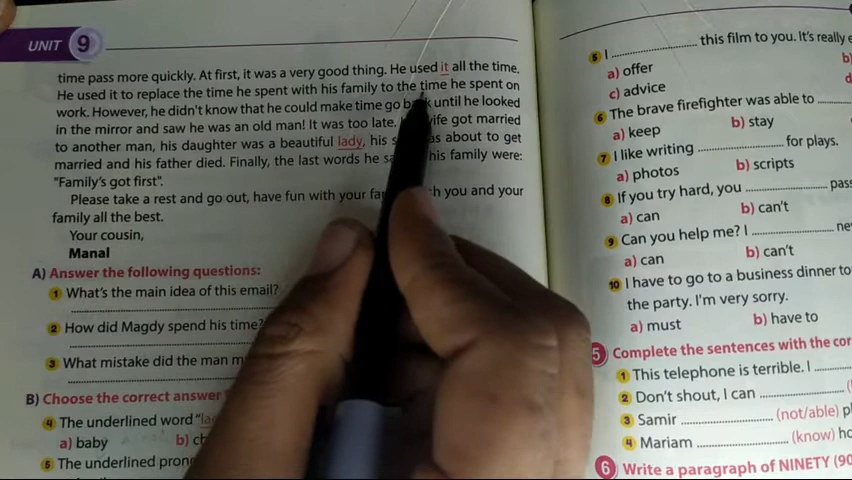 UNIT 9
time pass more quickly. At first, it was a very good thing. He used it all the time.
He used it to replace the time he spent with his family to the time he spent on
work. However, he didn't know that he could make time go back until he looked
in the mirror and saw he was an old man! It was too late. wife got married
to another man, his daughter was a beautiful lady, his was about to get
married and his father died. Finally, the last words he his family were:
"Family's got first".
Please take a rest and go out, have fun with your you and your
family all the best.
Your cousin,
Manal
A) Answer the following questions:
1 What's the main idea of this email?
2 How did Magdy spend his time?
3 What mistake did the man
B) Choose the correct answer
4 The underlined word "
a) baby b)
5 The underlined
5 I this film to you. It's really
a) offer b)
c) advice
6 The brave firefighter was able to
a) keep b) stay
7 I like writing for plays.
a) photos b) scripts
8 If you try hard, you
a) can b) can't
9 Can you help me? I
a) can b) can't
10 I have to go to a business dinner
the party. I'm very sorry.
a) must b) have to
5 Complete the sentences with the
1 This telephone is terrible. I
2 Don't shout, I can
3 Samir (not/able)
4 Mariam (know)
6 Write a paragraph of NINETY (90